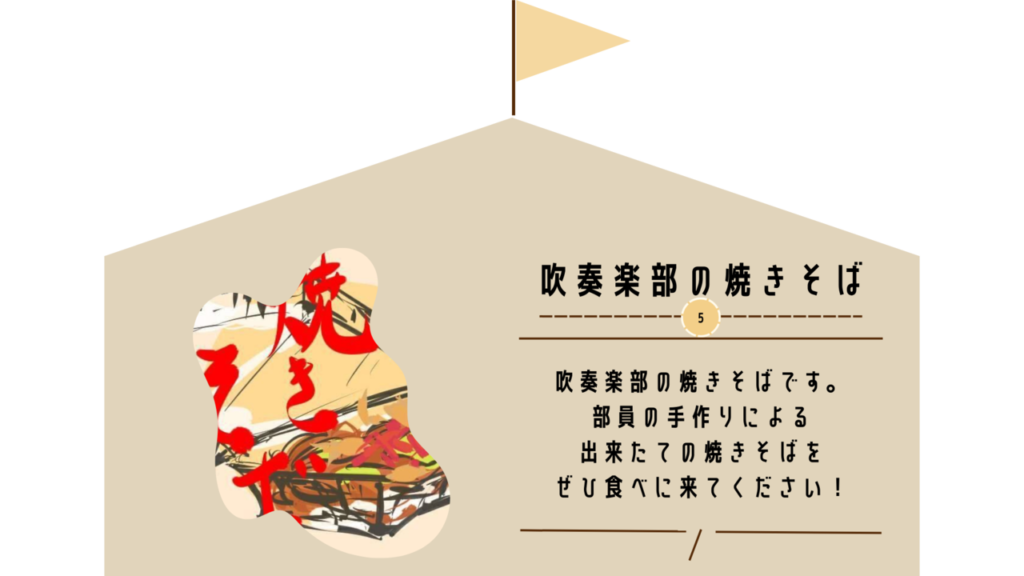 焼き
そば
吹奏楽部の焼きそば
5
吹奏楽部の焼きそばです。
部員の手作りによる
出来たての焼きそばを
ぜひ食べに来てください！